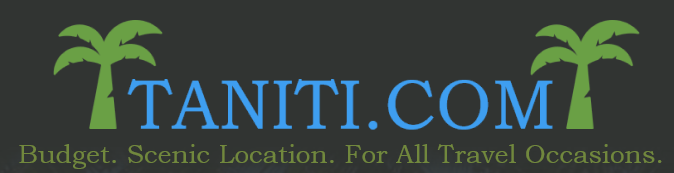 TANITI.COM
Budget. Scenic Location. For All Travel Occasions.